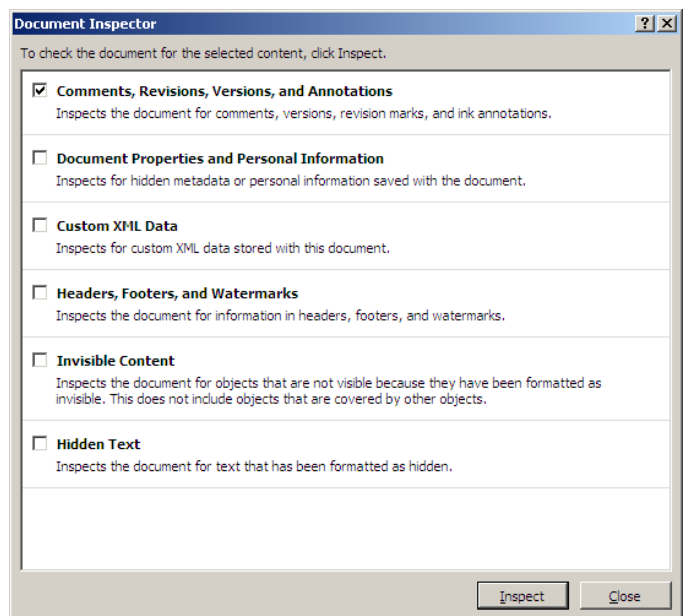 Document Inspector
To check the document for the selected content, click Inspect.
Comments, Revisions, Versions, and Annotations
Inspects the document for comments, versions, revision marks, and ink annotations.
Document Properties and Personal Information
Inspects for hidden metadata or personal information saved with the document.
Custom XML Data
Inspects for custom XML data stored with this document.
Headers, Footers, and Watermarks
Inspects the document for information in headers, footers, and watermarks.
Invisible Content
Inspects the document for objects that are not visible because they have been formatted as
invisible. This does not include objects that are covered by other objects.
Hidden Text
Inspects the document for text that has been formatted as hidden.
Inspect Close